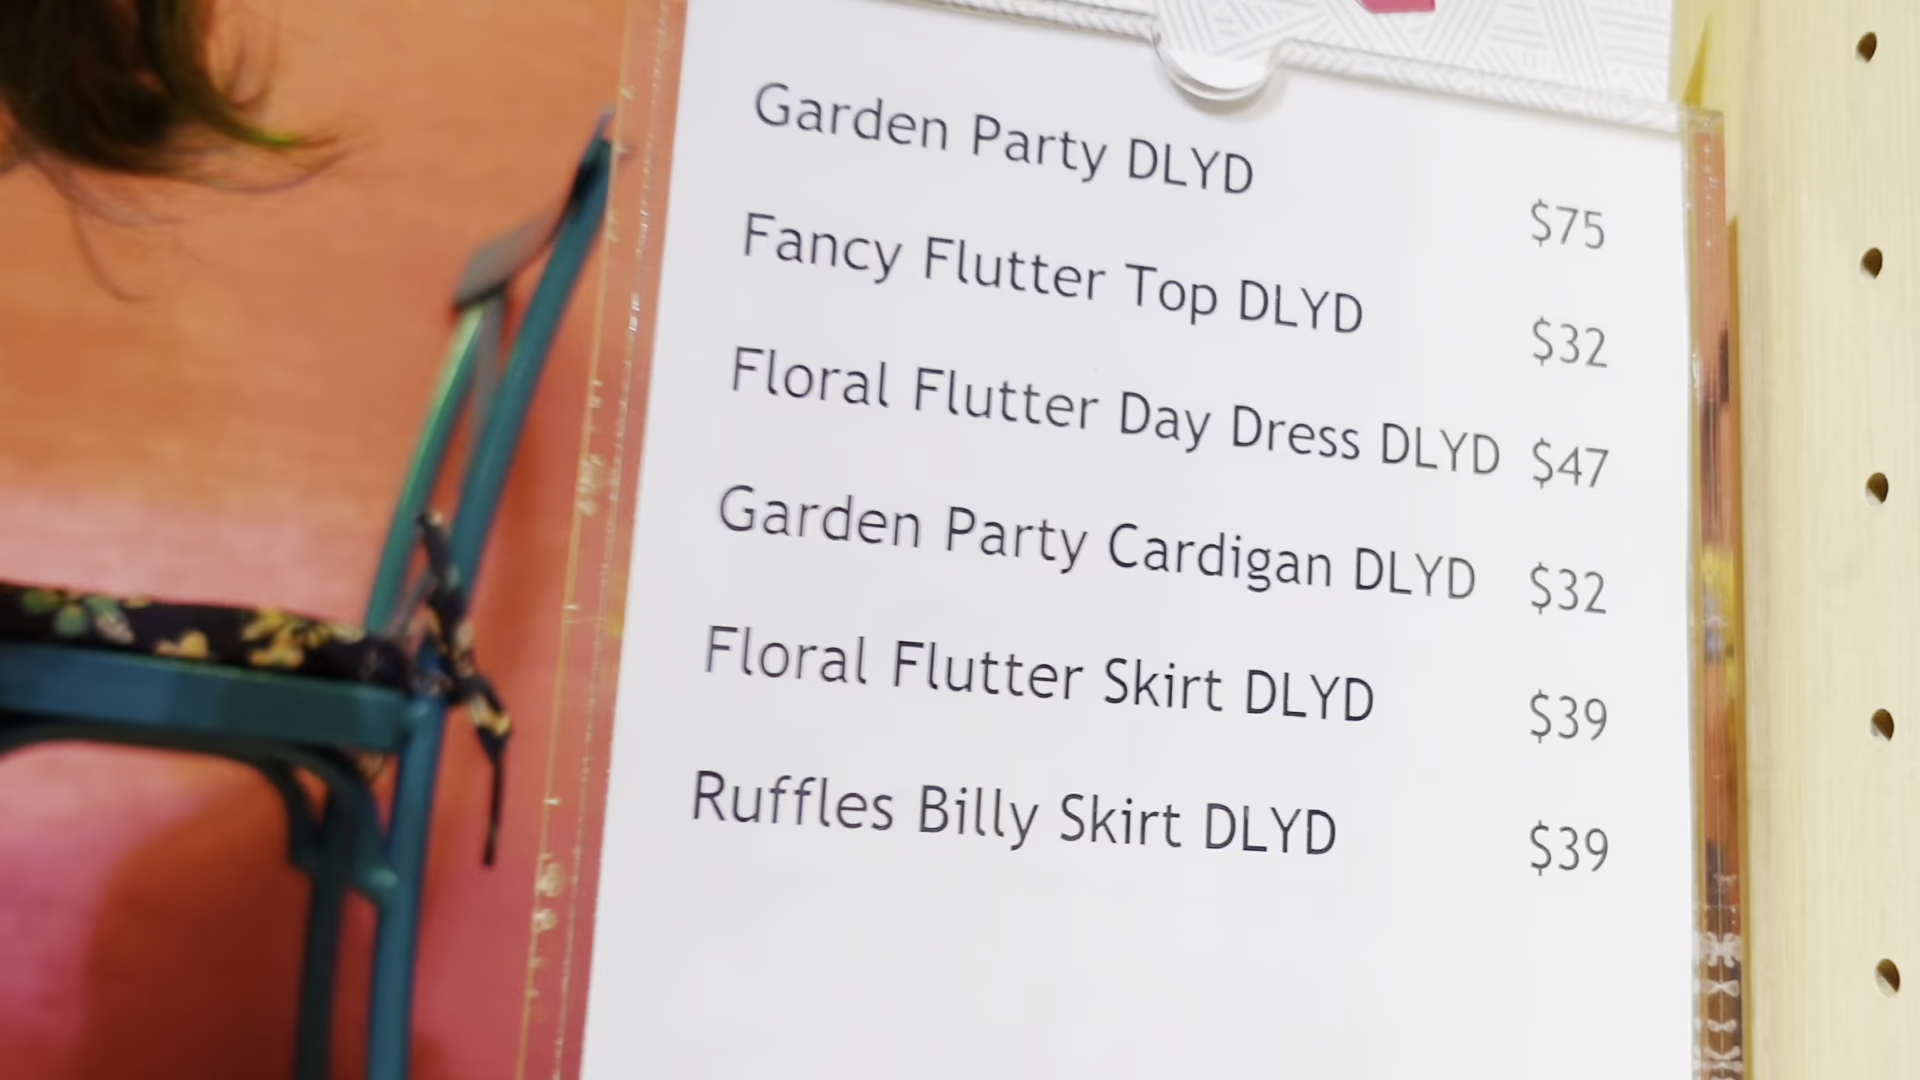 Garden Party DLYD $75
Fancy Flutter Top DLYD $32
Floral Flutter Day Dress DLYD $47
Garden Party Cardigan DLYD $32
Floral Flutter Skirt DLYD $39
Ruffles Billy Skirt DLYD $39